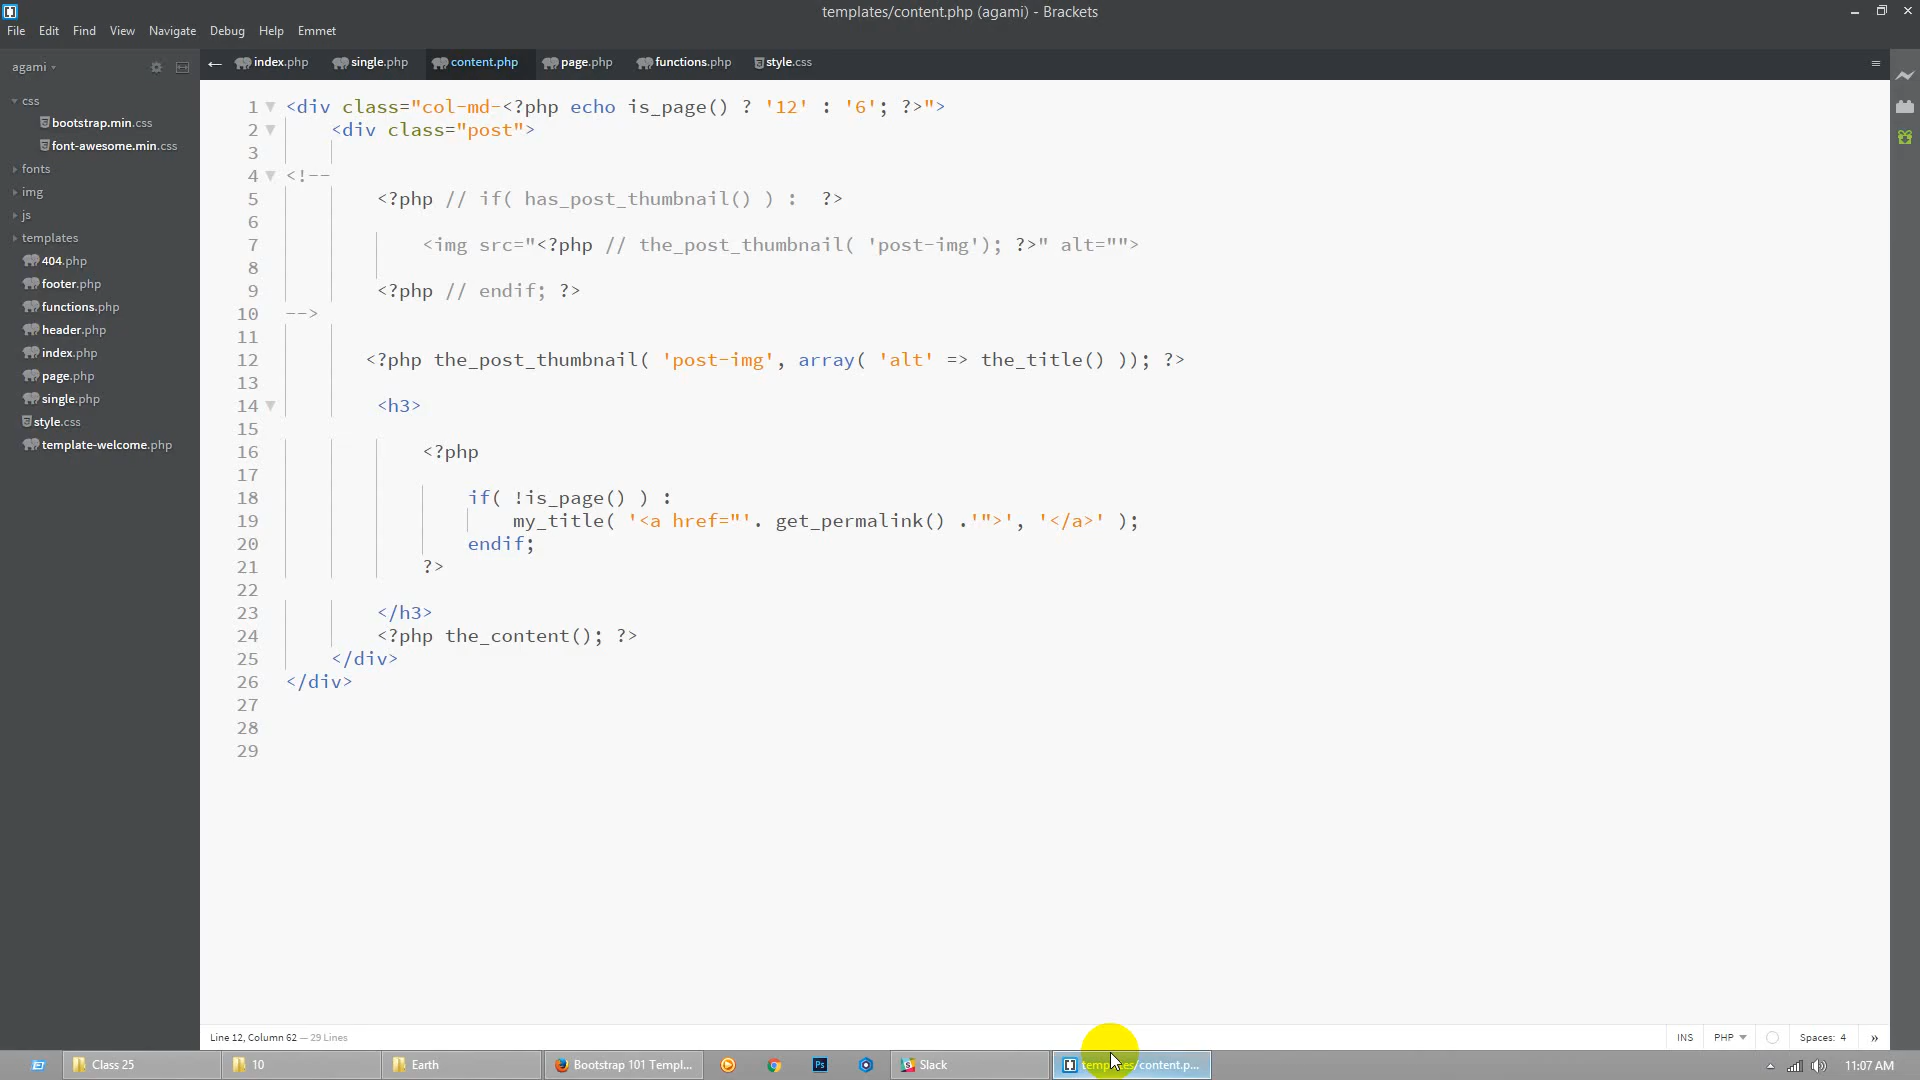 templates/content.php (agami) - Brackets
File Edit Find View Navigate Debug Help Emmet
agami
index.php single.php content.php page.php functions.php style.css
css
bootstrap.min.css
font-awesome.min.css
fonts
img
js
templates
404.php
footer.php
functions.php
header.php
index.php
page.php
single.php
style.css
template-welcome.php
1 <div class="col-md-<?php echo is_page() ? '12' : '6'; ?>">
2 <div class="post">
3
4 <!--
5 <?php // if( has_post_thumbnail() ) :  ?>
6
7 <img src="<?php // the_post_thumbnail( 'post-img'); ?>" alt="">
8
9 <?php // endif; ?>
10 -->
11
12 <?php the_post_thumbnail( 'post-img', array( 'alt' => the_title() )); ?>
13
14 <h3>
15
16 <?php
17
18 if( !is_page() ) :
19 my_title( '<a href="'. get_permalink() .'">', '</a>' );
20 endif;
21 ?>
22
23 </h3>
24 <?php the_content(); ?>
25 </div>
26 </div>
27
28
29
Line 12, Column 62 — 29 Lines
INS PHP Spaces: 4
Class 25 10 Earth Bootstrap 101 Templ... Ps Slack templates/content.p... 11:07 AM